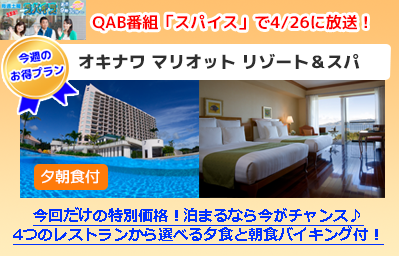 QAB番組「スパイス」で4/26に放送！
今週の
お得プラン
オキナワ マリオット リゾート＆スパ
夕朝食付
今回だけの特別価格！泊まるなら今がチャンス♪
4つのレストランから選べる夕食と朝食バイキング付！